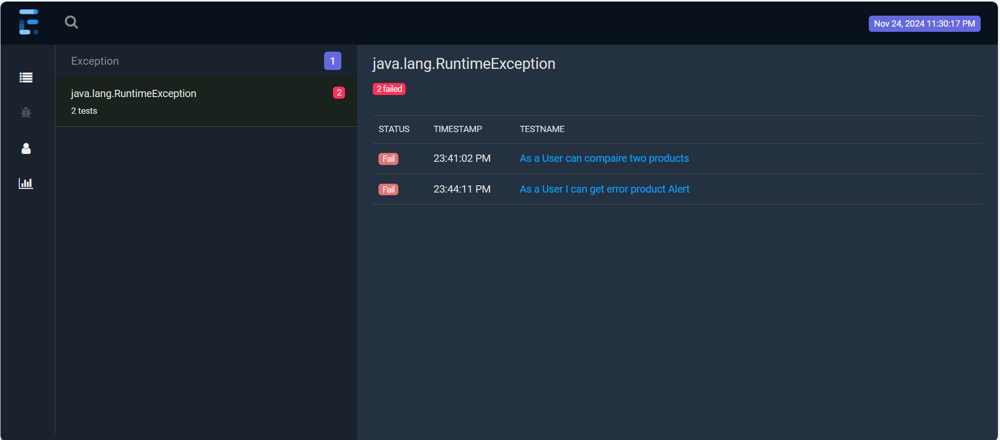 Nov 24, 2024 11:30:17 PM
Exception 1
java.lang.RuntimeException 2
2 tests
java.lang.RuntimeException
2 failed
STATUS TIMESTAMP TESTNAME
Fail 23:41:02 PM As a User can compaire two products
Fail 23:44:11 PM As a User I can get error product Alert